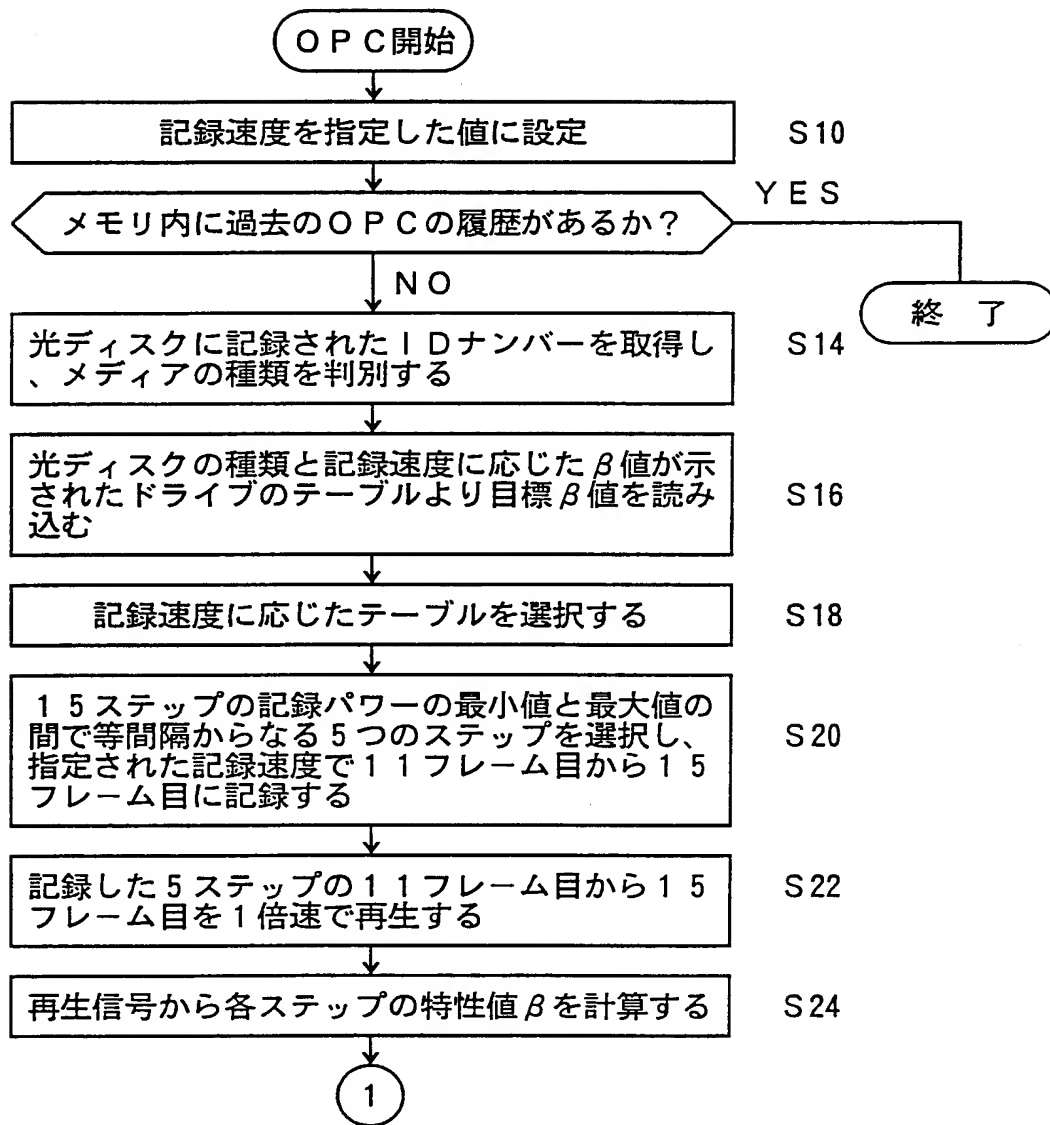 OPC開始
記録速度を指定した値に設定
S10
YES
メモリ内に過去のOPCの履歴があるか?
NO
終 了
光ディスクに記録されたIDナンバーを取得し
、メディアの種類を判別する
S14
光ディスクの種類と記録速度に応じたβ値が示
されたドライブのテーブルより目標β値を読み
込む
S16
記録速度に応じたテーブルを選択する
S18
15ステップの記録パワーの最小値と最大値の
間で等間隔からなる5つのステップを選択し、
指定された記録速度で11フレーム目から15
フレーム目に記録する
S20
記録した5ステップの11フレーム目から15
フレーム目を1倍速で再生する
S22
再生信号から各ステップの特性値βを計算する
S24
1